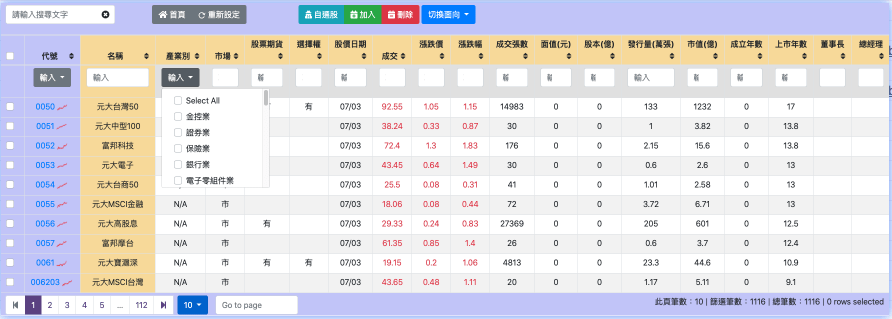 請輸入搜尋文字 首頁 重新設定 自選股 加入 刪除 切換面向
代號 名稱 產業別 市場 股票期貨 選擇權 股價日期 成交 漲跌價 漲跌幅 成交張數 面值(元) 股本(億) 發行量(萬張) 市值(億) 成立年數 上市年數 董事長 總經理
輸入 輸入 輸入 輸入
Select All
金控業
證券業
保險業
銀行業
電子零組件業
0050 元大台灣50 有 07/03 92.55 1.05 1.15 14983 0 0 133 1232 0 17
0051 元大中型100 07/03 38.24 0.33 0.87 30 0 0 1 3.82 0 13.8
0052 富邦科技 07/03 72.4 1.3 1.83 176 0 0 2.15 15.6 0 13.8
0053 元大電子 07/03 43.45 0.64 1.49 30 0 0 0.6 2.6 0 13
0054 元大台商50 N/A 市 07/03 25.5 0.08 0.31 41 0 0 1.01 2.58 0 13
0055 元大MSCI金融 N/A 市 07/03 18.06 0.08 0.44 72 0 0 3.72 6.71 0 13
0056 元大高股息 N/A 市 有 07/03 29.33 0.24 0.83 27369 0 0 205 601 0 12.5
0057 富邦摩台 N/A 市 07/03 61.35 0.85 1.4 26 0 0 0.6 3.7 0 12.4
0061 元大寶滬深 N/A 市 有 有 07/03 19.15 0.2 1.06 4813 0 0 23.3 44.6 0 10.9
006203 元大MSCI台灣 N/A 市 07/03 43.65 0.48 1.11 20 0 0 1.17 5.11 0 9.1
1 2 3 4 5 ... 112 10 Go to page 此頁筆數：10 | 篩選筆數：1116 | 總筆數：1116 | 0 rows selected